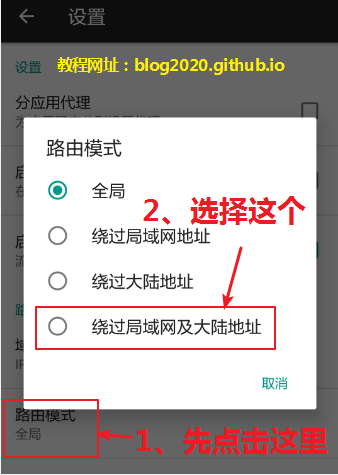 设置
教程网址：blog2020.github.io
设置
分应用代理
路由模式
全局
2、选择这个
绕过局域网地址
绕过大陆地址
绕过局域网及大陆地址
取消
路由模式
全局
1、先点击这里